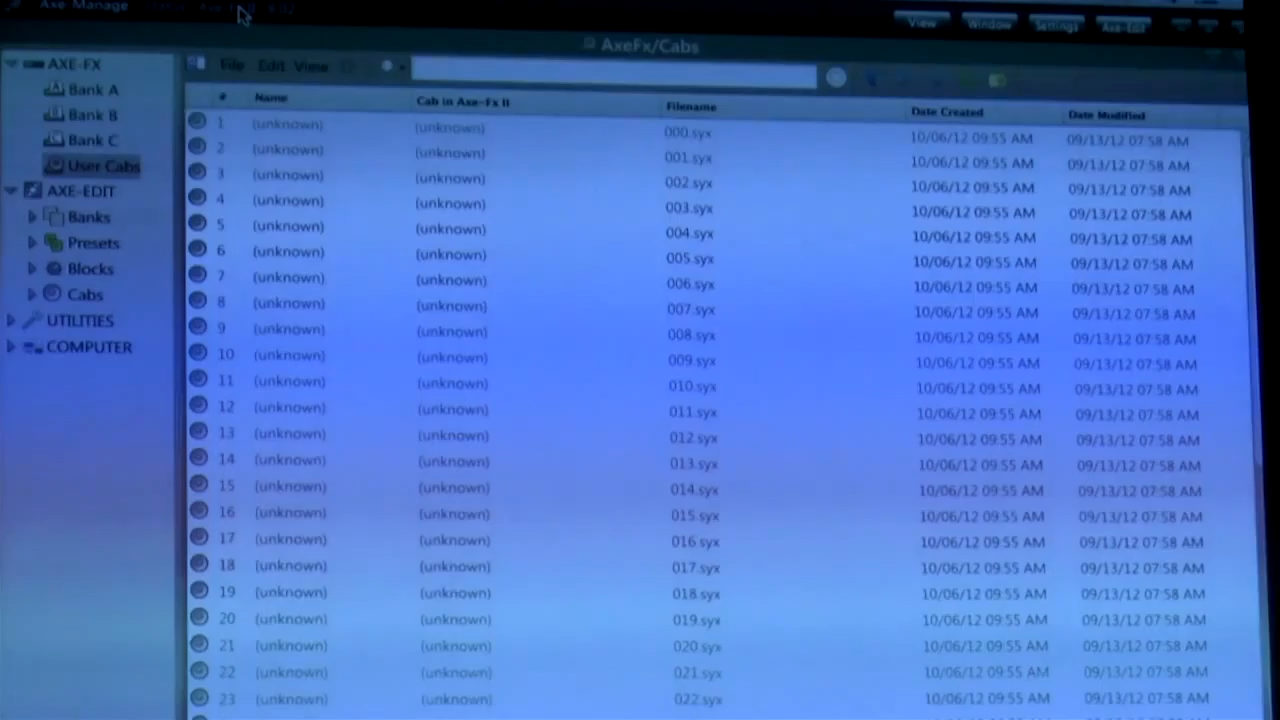 Axe Manage
View Window Settings Axe-Edit
AxeFx/Cabs
File Edit View
AXE-FX
Bank A
Bank B
Bank C
User Cabs
AXE-EDIT
Banks
Presets
Blocks
Cabs
UTILITIES
COMPUTER
# Name Cab in Axe-Fx II Filename Date Created Date Modified
1 (unknown) (unknown) 000.syx 10/06/12 09:55 AM 09/13/12 07:58 AM
2 (unknown) (unknown) 001.syx 10/06/12 09:55 AM 09/13/12 07:58 AM
3 (unknown) (unknown) 002.syx 10/06/12 09:55 AM 09/13/12 07:58 AM
4 (unknown) (unknown) 003.syx 10/06/12 09:55 AM 09/13/12 07:58 AM
5 (unknown) (unknown) 004.syx 10/06/12 09:55 AM 09/13/12 07:58 AM
6 (unknown) (unknown) 005.syx 10/06/12 09:55 AM 09/13/12 07:58 AM
7 (unknown) (unknown) 006.syx 10/06/12 09:55 AM 09/13/12 07:58 AM
8 (unknown) (unknown) 007.syx 10/06/12 09:55 AM 09/13/12 07:58 AM
9 (unknown) (unknown) 008.syx 10/06/12 09:55 AM 09/13/12 07:58 AM
10 (unknown) (unknown) 009.syx 10/06/12 09:55 AM 09/13/12 07:58 AM
11 (unknown) (unknown) 010.syx 10/06/12 09:55 AM 09/13/12 07:58 AM
12 (unknown) (unknown) 011.syx 10/06/12 09:55 AM 09/13/12 07:58 AM
13 (unknown) (unknown) 012.syx 10/06/12 09:55 AM 09/13/12 07:58 AM
14 (unknown) (unknown) 013.syx 10/06/12 09:55 AM 09/13/12 07:58 AM
15 (unknown) (unknown) 014.syx 10/06/12 09:55 AM 09/13/12 07:58 AM
16 (unknown) (unknown) 015.syx 10/06/12 09:55 AM 09/13/12 07:58 AM
17 (unknown) (unknown) 016.syx 10/06/12 09:55 AM 09/13/12 07:58 AM
18 (unknown) (unknown) 017.syx 10/06/12 09:55 AM 09/13/12 07:58 AM
19 (unknown) (unknown) 018.syx 10/06/12 09:55 AM 09/13/12 07:58 AM
20 (unknown) (unknown) 019.syx 10/06/12 09:55 AM 09/13/12 07:58 AM
21 (unknown) (unknown) 020.syx 10/06/12 09:55 AM 09/13/12 07:58 AM
22 (unknown) (unknown) 021.syx 10/06/12 09:55 AM 09/13/12 07:58 AM
23 (unknown) (unknown) 022.syx 10/06/12 09:55 AM 09/13/12 07:58 AM